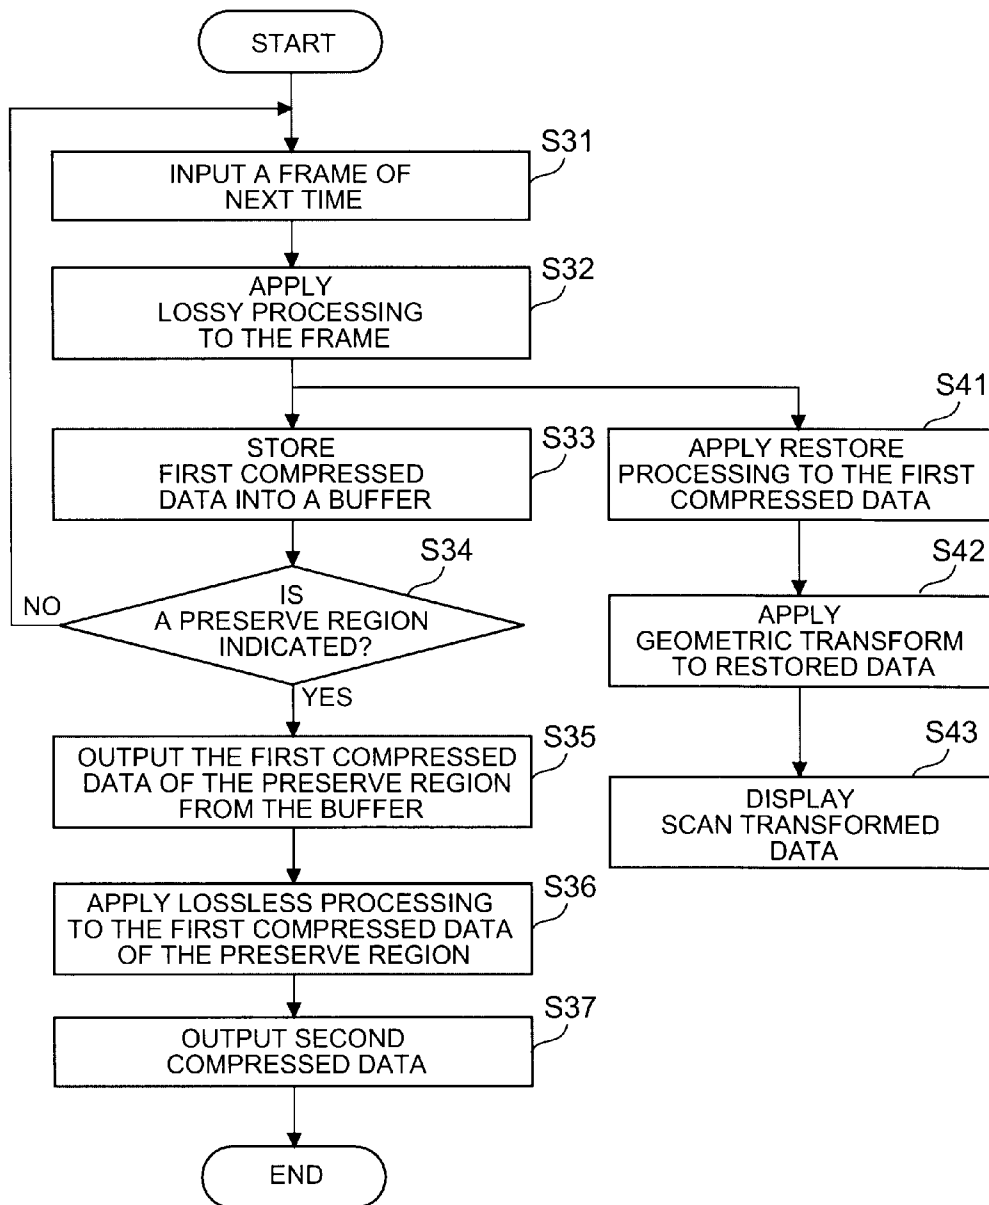 START
S31
INPUT A FRAME OF
NEXT TIME
S32
APPLY
LOSSY PROCESSING
TO THE FRAME
S33
STORE
FIRST COMPRESSED
DATA INTO A BUFFER
S34
IS
A PRESERVE REGION
INDICATED?
NO
YES
S35
OUTPUT THE FIRST COMPRESSED
DATA OF THE PRESERVE REGION
FROM THE BUFFER
S36
APPLY LOSSLESS PROCESSING
TO THE FIRST COMPRESSED DATA
OF THE PRESERVE REGION
S37
OUTPUT SECOND
COMPRESSED DATA
END
S41
APPLY RESTORE
PROCESSING TO THE FIRST
COMPRESSED DATA
S42
APPLY
GEOMETRIC TRANSFORM
TO RESTORED DATA
S43
DISPLAY
SCAN TRANSFORMED
DATA